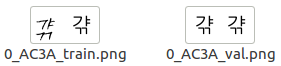 갺 갺
갺 갺
0_AC3A_train.png 0_AC3A_val.png